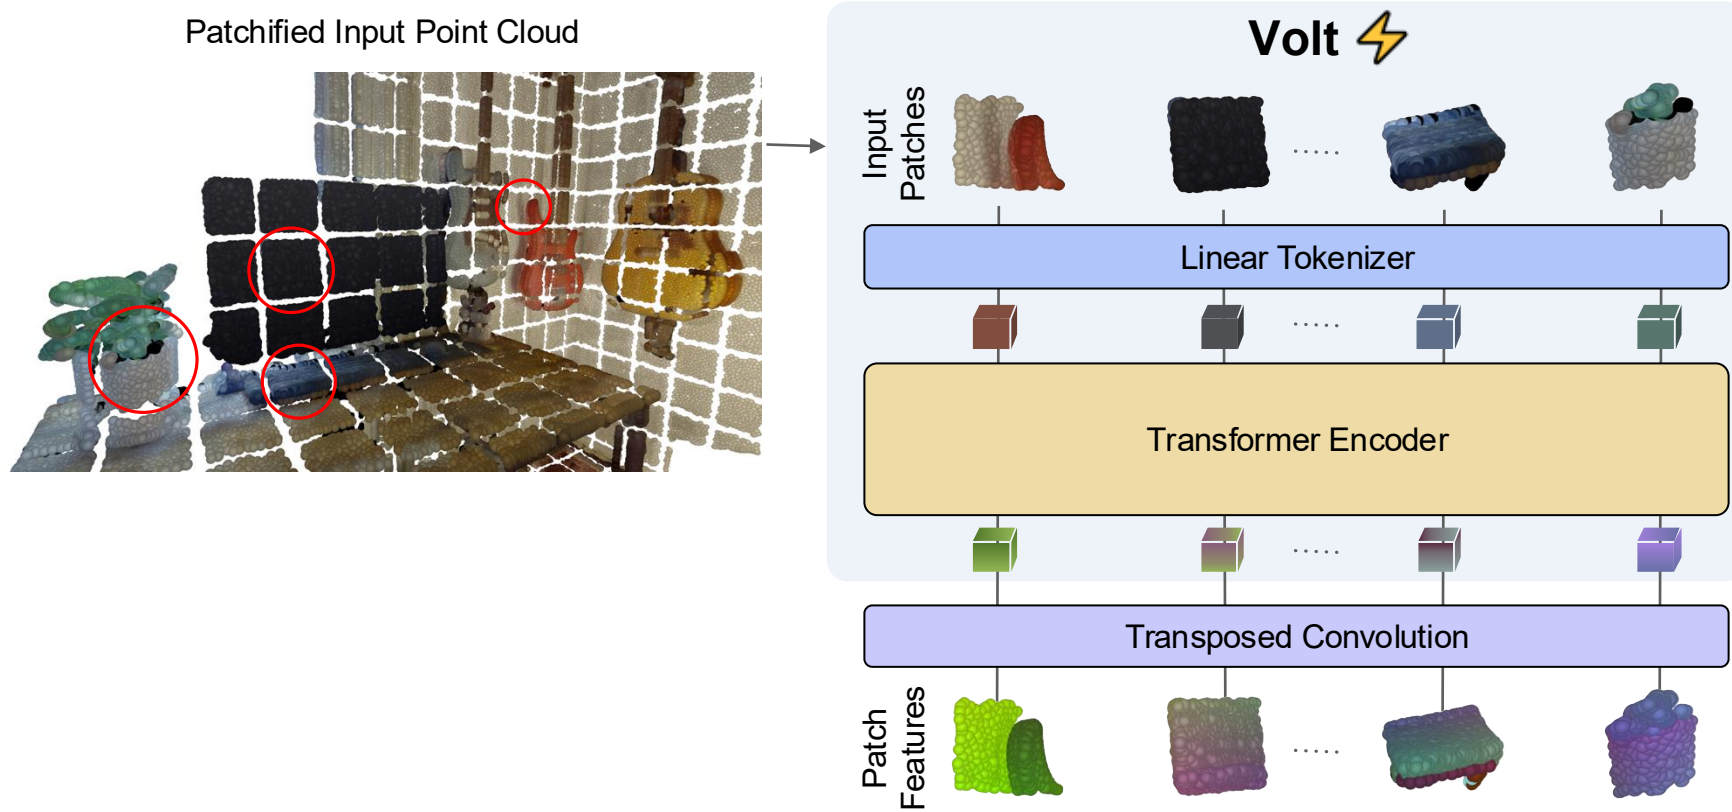 Patchified Input Point Cloud
Volt ⚡
Input
Patches
.....
Linear Tokenizer
.....
Transformer Encoder
.....
Transposed Convolution
Patch
Features
.....